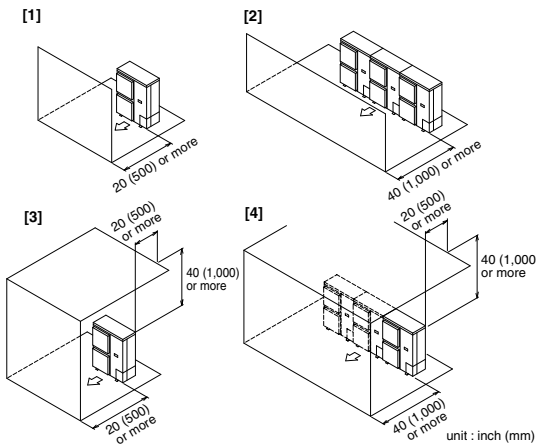 [1]
20 (500) or more
[2]
40 (1,000) or more
[3]
20 (500)
or more
40 (1,000)
or more
20 (500)
or more
[4]
20 (500)
or more
40 (1,000
or more
40 (1,000)
or more
unit : inch (mm)